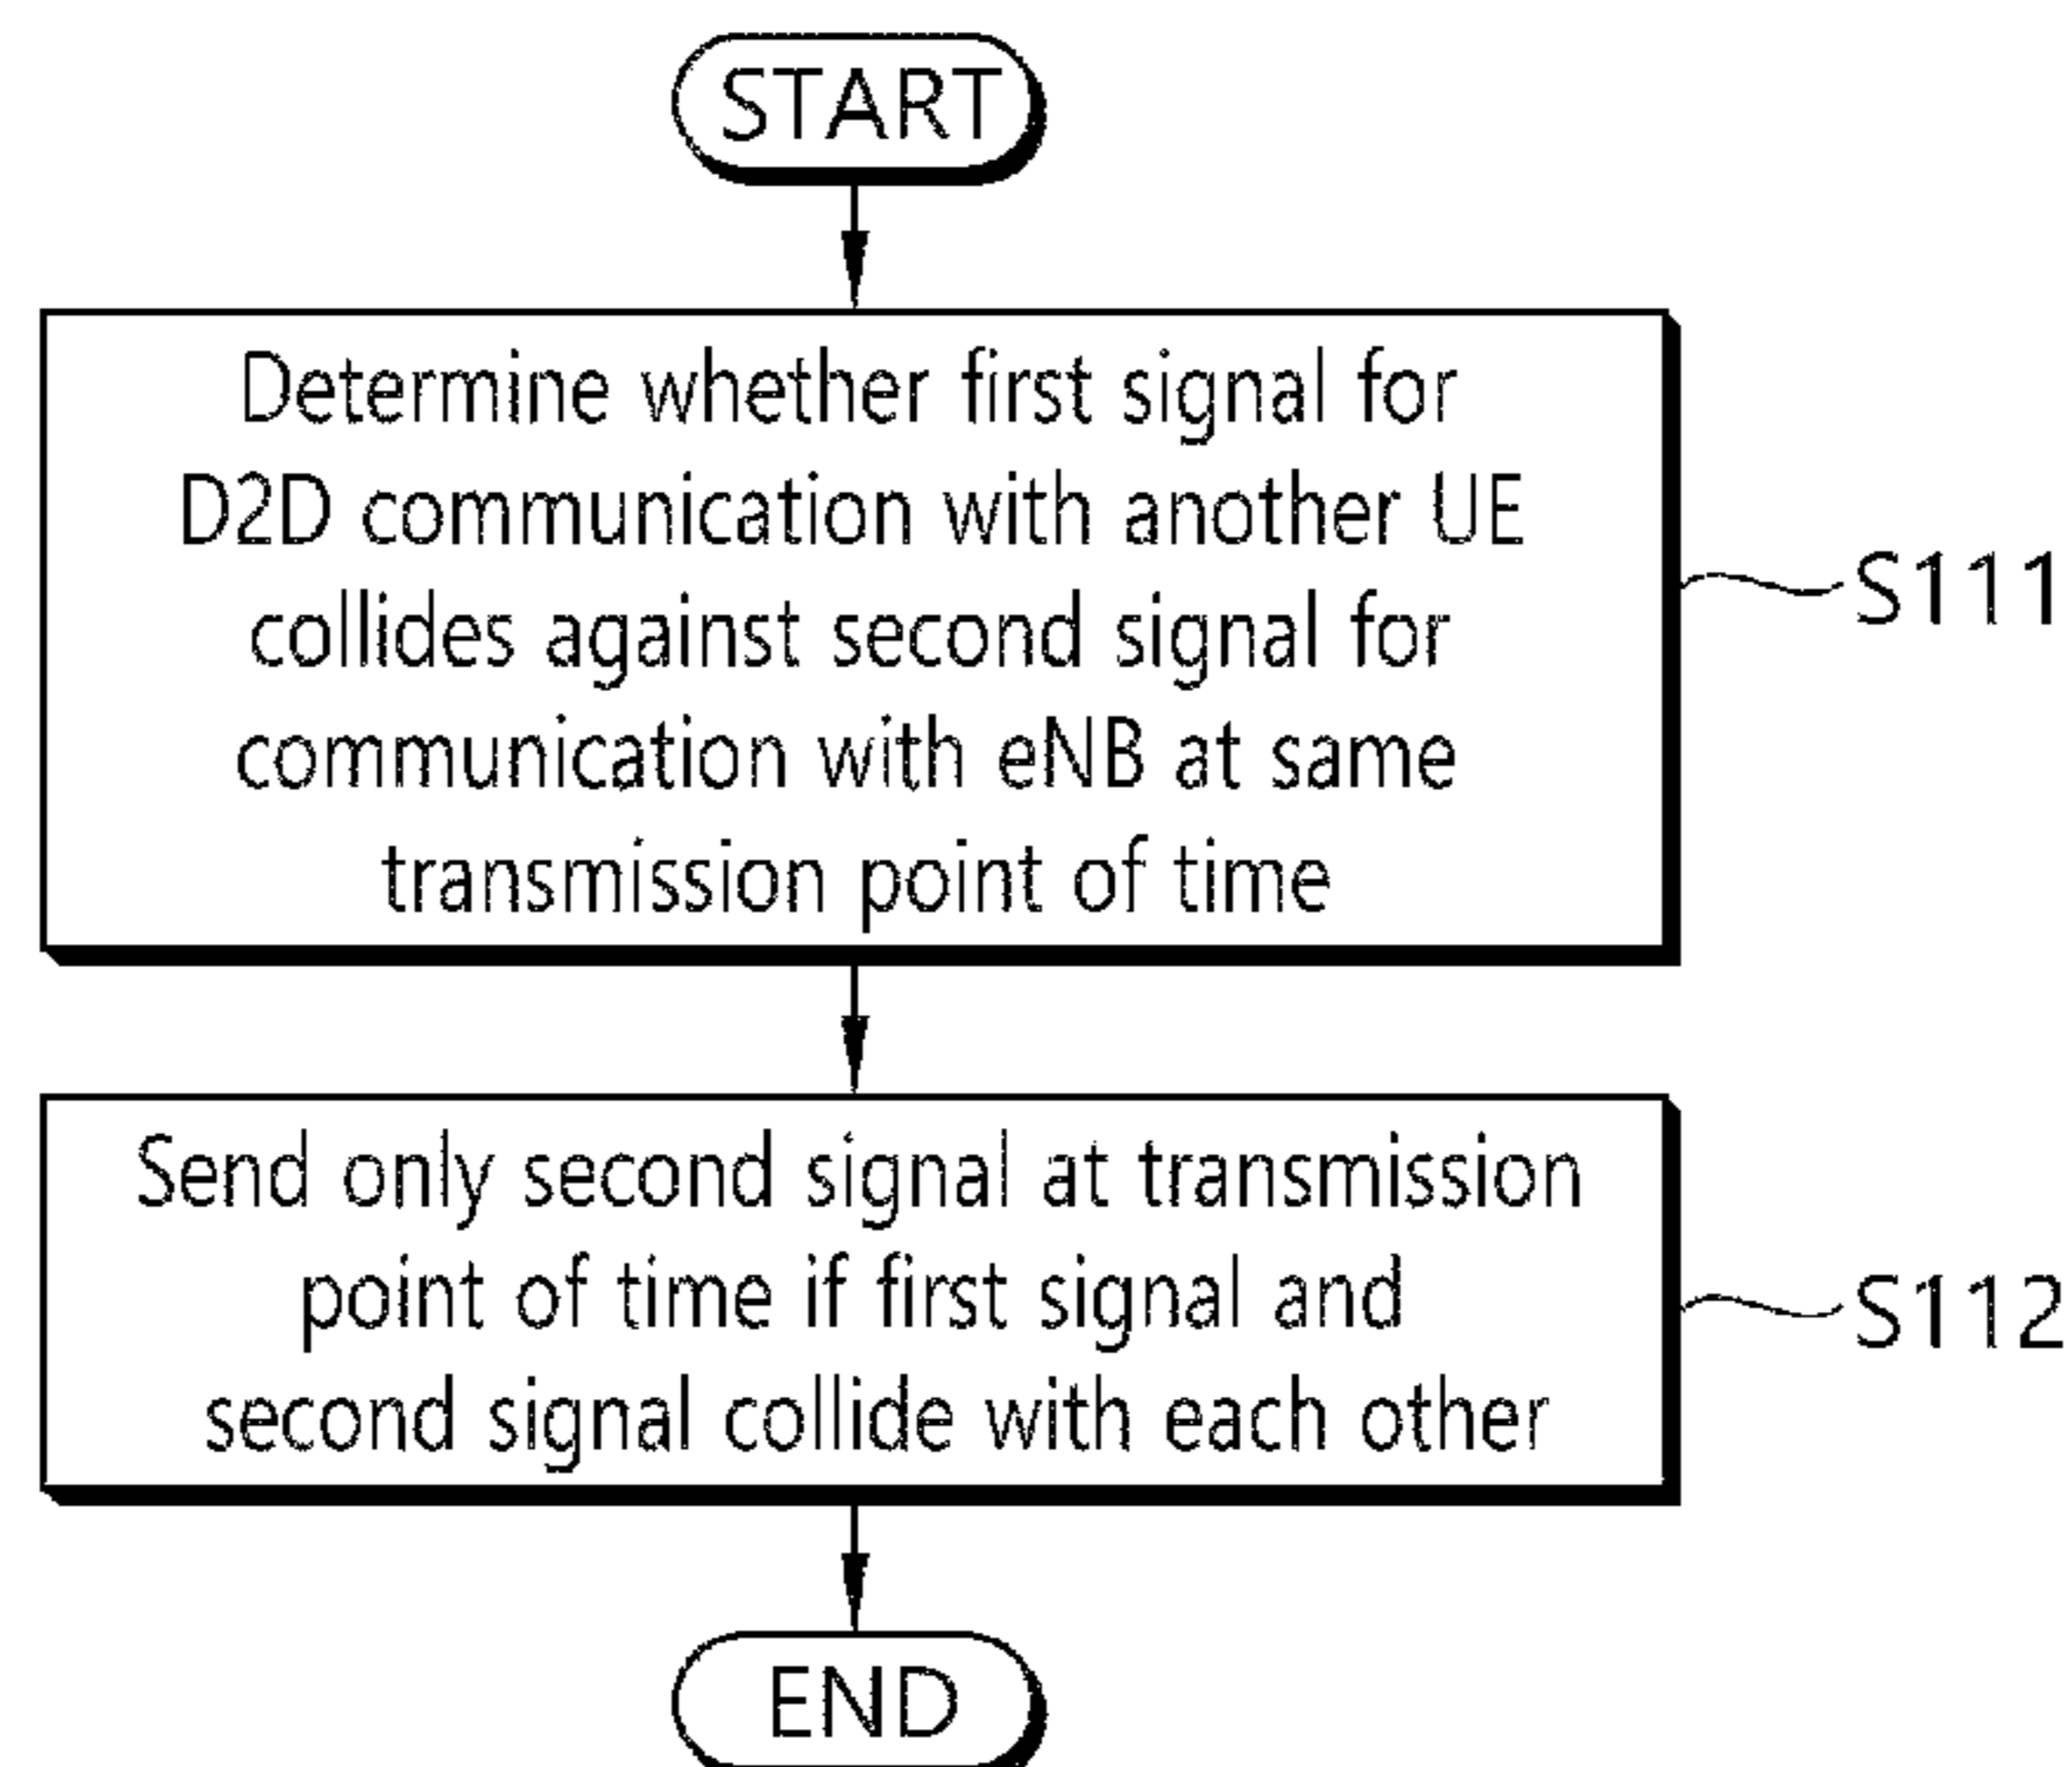 START
Determine whether first signal for
D2D communication with another UE
collides against second signal for
communication with eNB at same
transmission point of time
S111
Send only second signal at transmission
point of time if first signal and
second signal collide with each other
S112
END